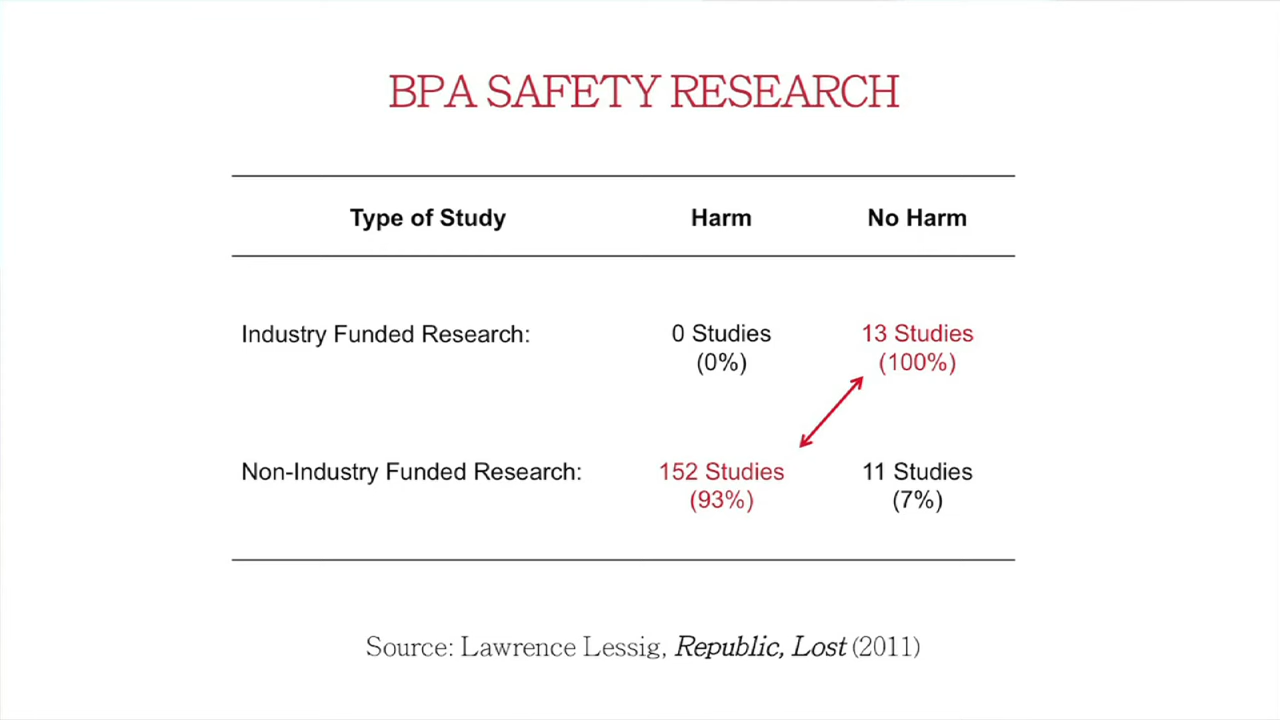 BPA SAFETY RESEARCH
Type of Study Harm No Harm
Industry Funded Research: 0 Studies 13 Studies
(0%) (100%)
Non-Industry Funded Research: 152 Studies 11 Studies
(93%) (7%)
Source: Lawrence Lessig, Republic, Lost (2011)